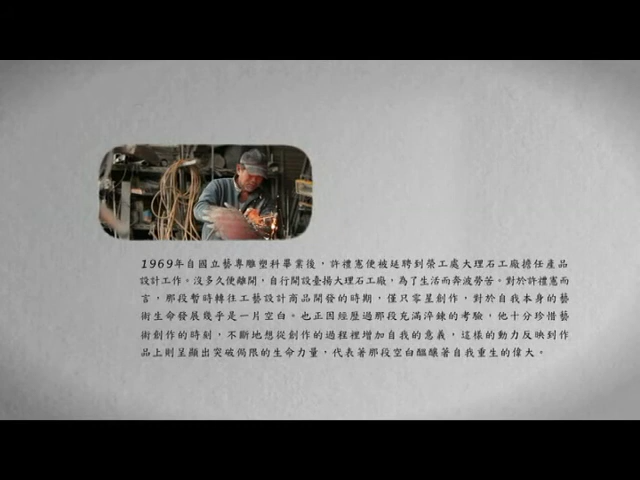 1969年自國立藝專雕塑科畢業後，許禮憲便被延聘到榮工處大理石工廠擔任產品
設計工作。沒多久便離開，自行開設臺揚大理石工廠，為了生活而奔波勞苦。對於許禮憲而
言，那段暫時轉往工藝設計商品開發的時期，僅只零星創作，對於自我本身的藝
術生命發展幾乎是一片空白。也正因經歷過那段充滿淬鍊的考驗，他十分珍惜藝
術創作的時刻，不斷地想從創作的過程裡增加自我的意義，這樣的動力反映到作
品上則呈顯出突破侷限的生命力量，代表著那段空白醞釀著自我重生的偉大。